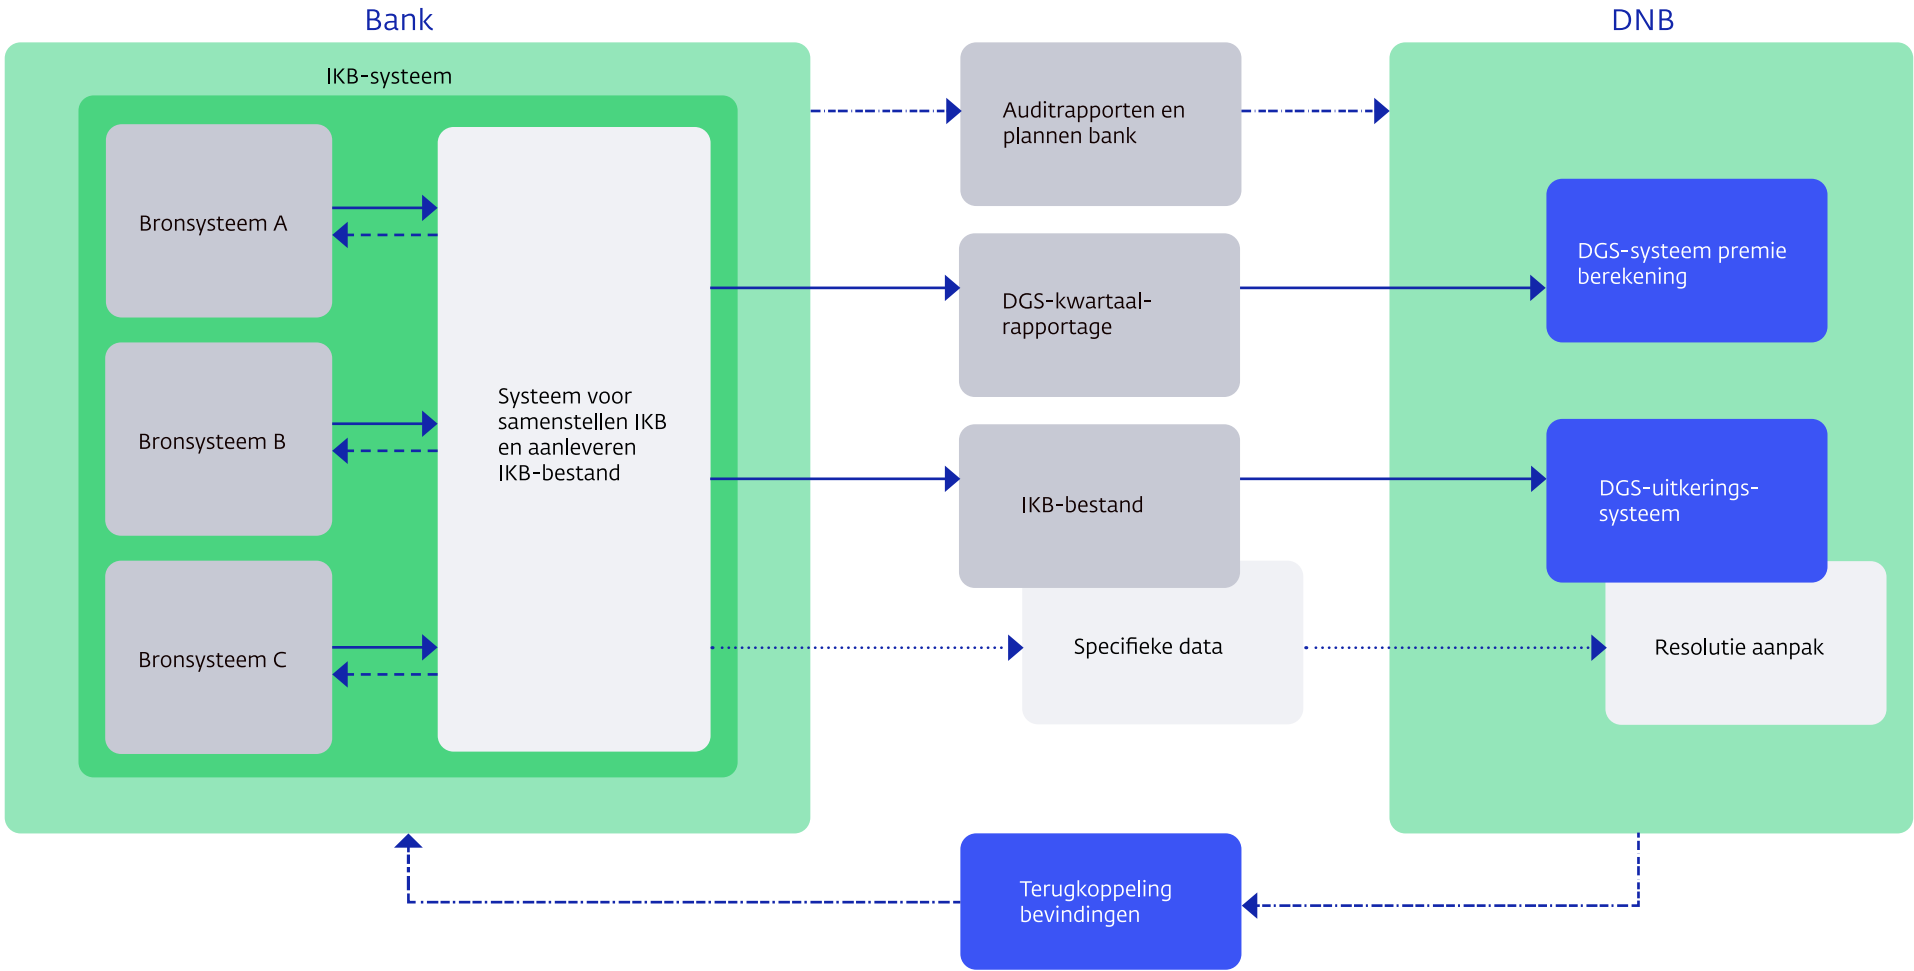 Bank
DNB
IKB-systeem
Bronsysteem A
Bronsysteem B
Bronsysteem C
Systeem voor
samenstellen IKB
en aanleveren
IKB-bestand
Auditrapporten en
plannen bank
DGS-kwartaal-
rapportage
IKB-bestand
Specifieke data
DGS-systeem premie
berekening
DGS-uitkerings-
systeem
Resolutie aanpak
Terugkoppeling
bevindingen